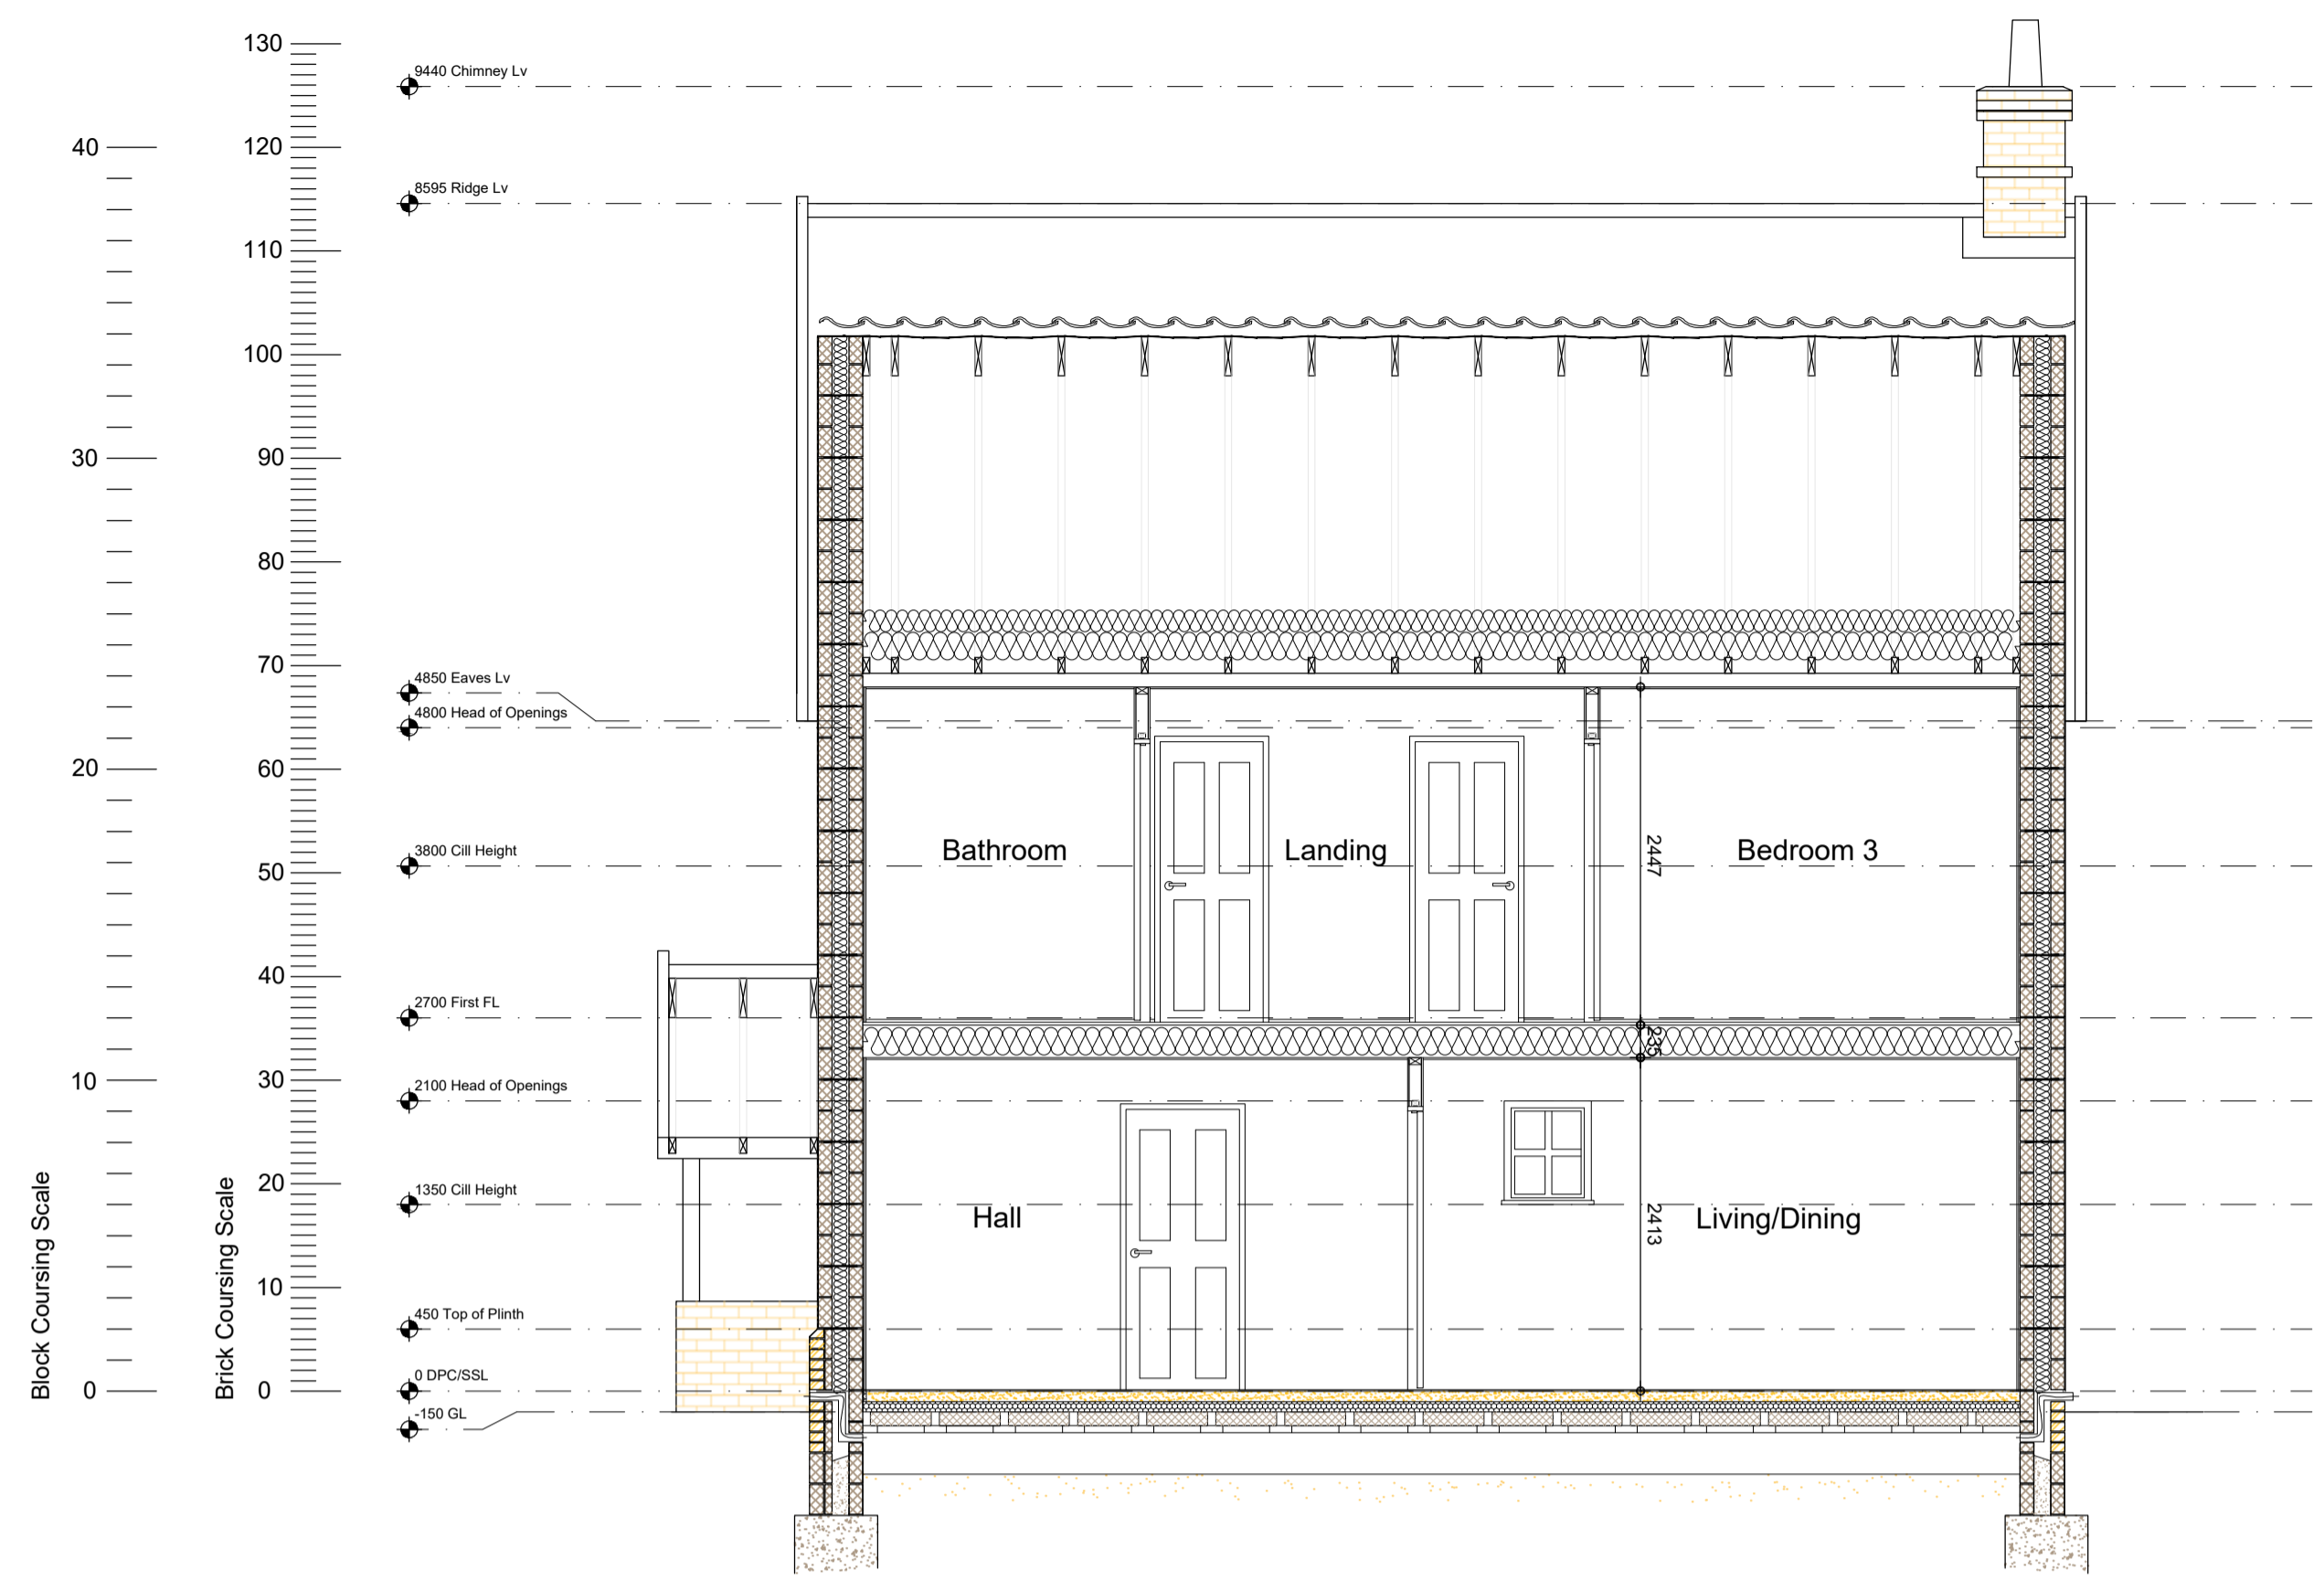 130
9440 Chimney Lv
40
120
8595 Ridge Lv
110
100
30
90
80
70
4850 Eaves Lv
4800 Head of Openings
20
60
3800 Cill Height
Bathroom
Landing
2447
Bedroom 3
50
40
2700 First FL
235
10
30
2100 Head of Openings
20
1350 Cill Height
Hall
2413
Living/Dining
10
450 Top of Plinth
0 DPC/SSL
0
0
-150 GL
Block Coursing Scale
Brick Coursing Scale